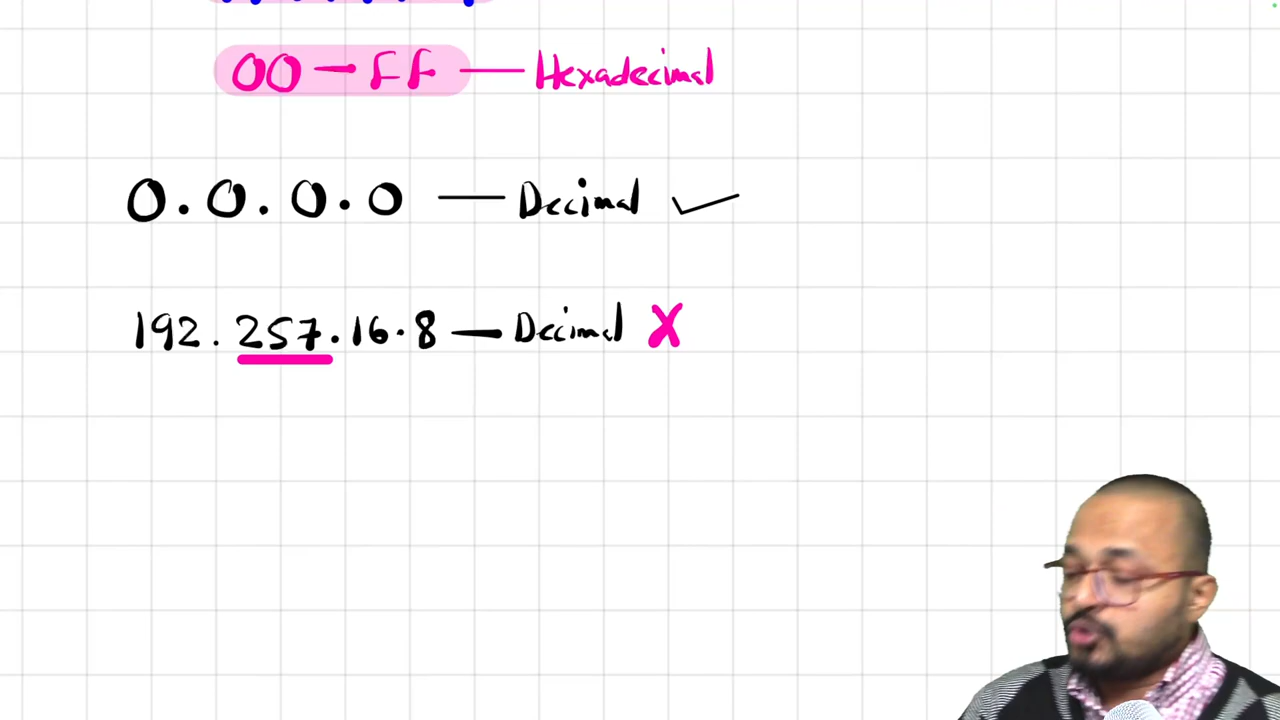 00 — FF — Hexadecimal
0.0.0.0 — Decimal ✓
192.257.16.8 — Decimal X